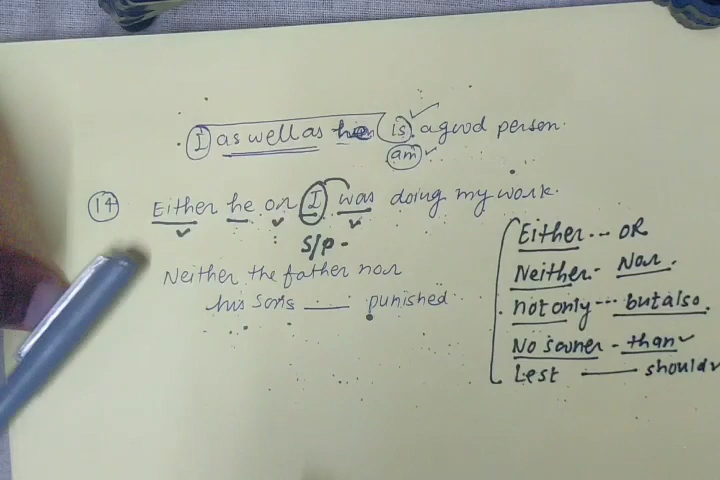 I as well as is a good person.
am
14 Either he or I was doing my work.
S/P -
Neither the father nor
his sons ____ punished.
Either --- OR
Neither - Nor.
not only --- but also.
No sooner - than
Lest —— should